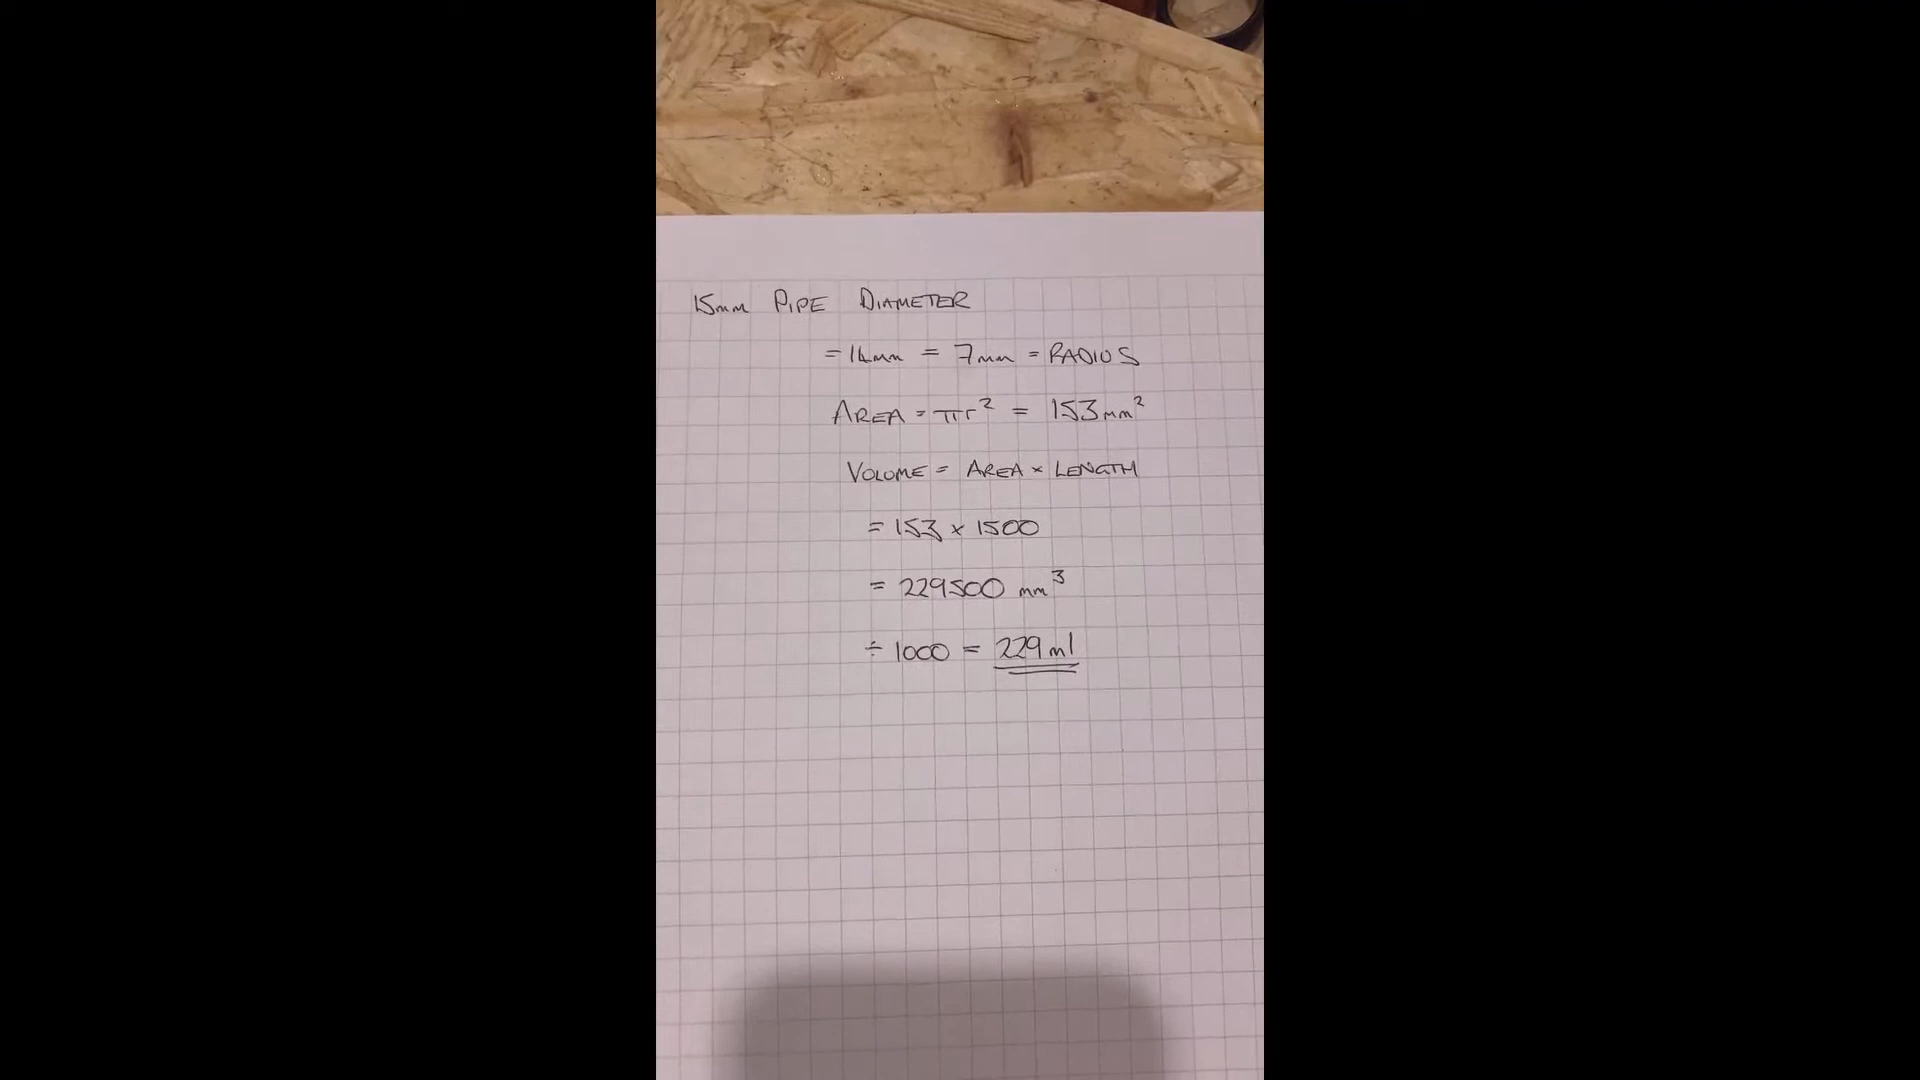 15mm PIPE DIAMETER
= 14mm = 7mm = RADIUS
AREA = πr² = 153mm²
VOLUME = AREA × LENGTH
= 153 × 1500
= 229500 mm³
÷ 1000 = 229ml